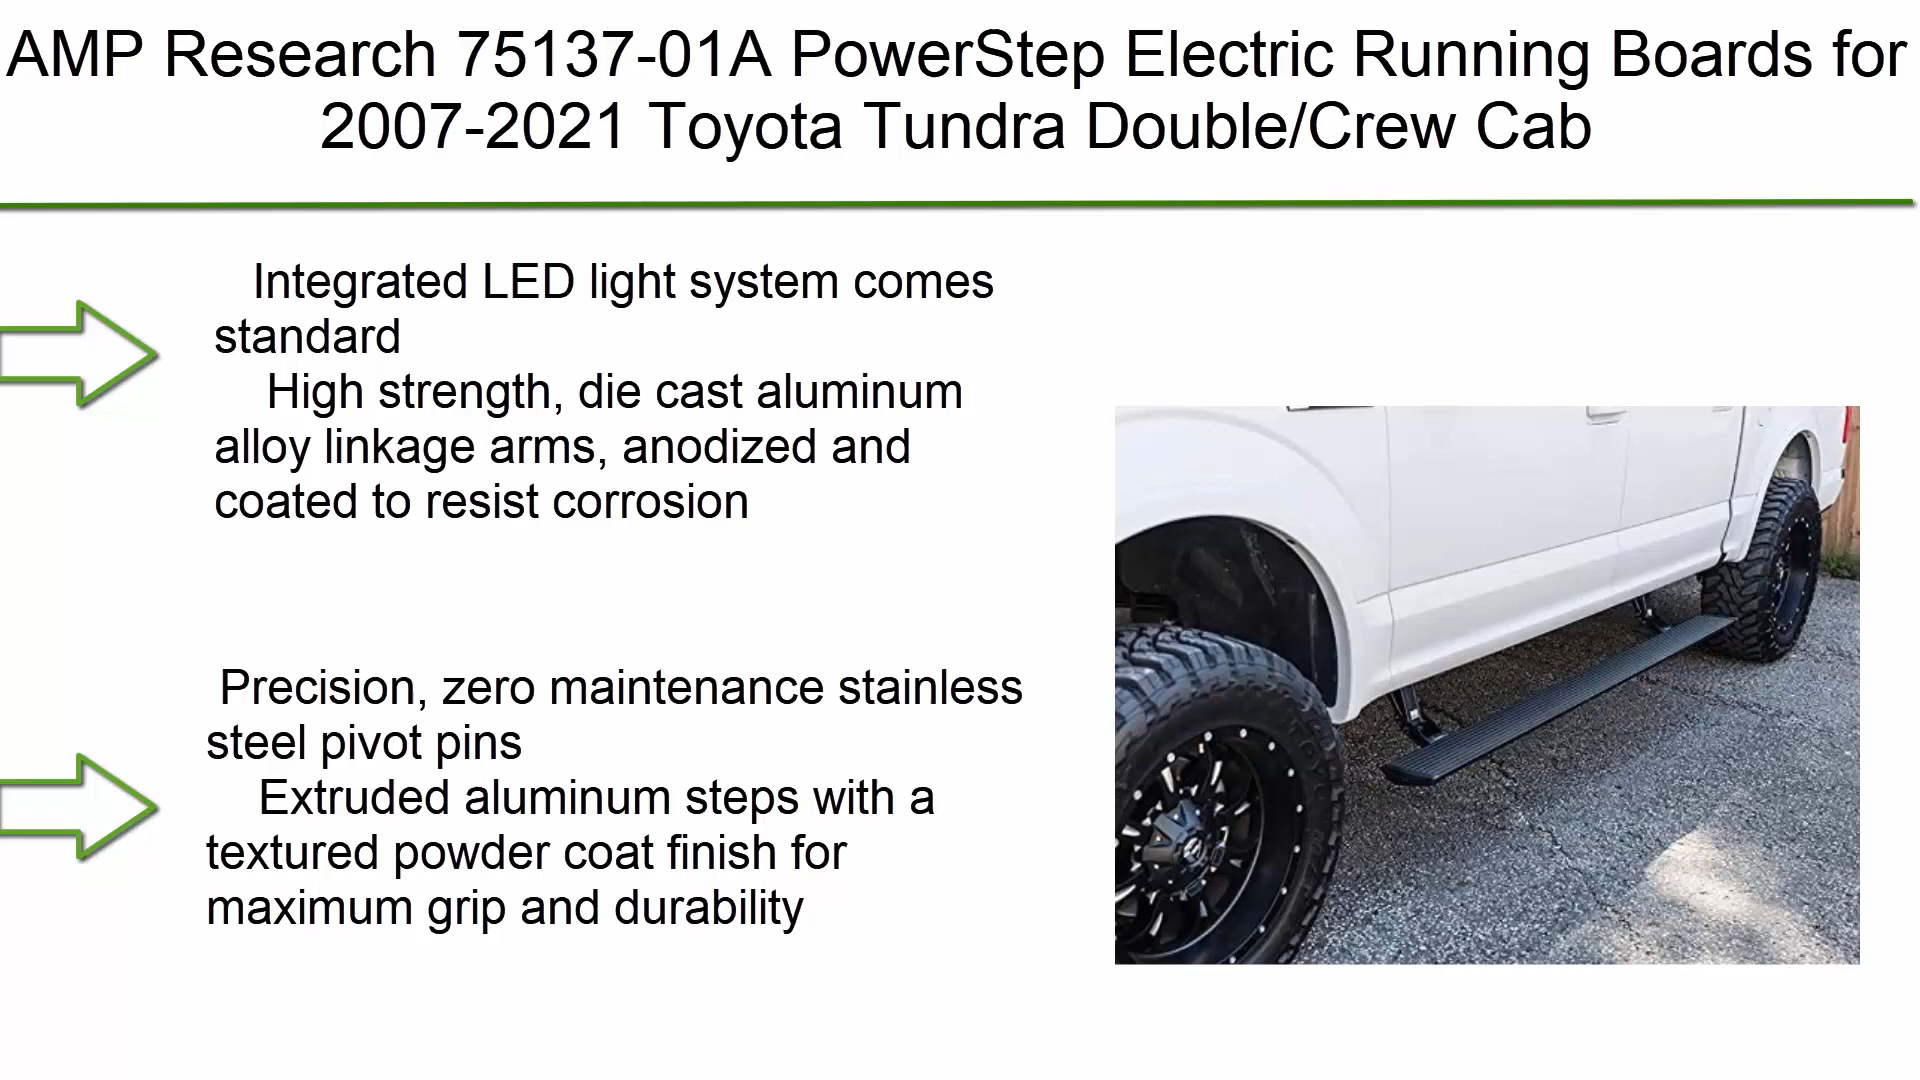 AMP Research 75137-01A PowerStep Electric Running Boards for
2007-2021 Toyota Tundra Double/Crew Cab
Integrated LED light system comes
standard
High strength, die cast aluminum
alloy linkage arms, anodized and
coated to resist corrosion
Precision, zero maintenance stainless
steel pivot pins
Extruded aluminum steps with a
textured powder coat finish for
maximum grip and durability